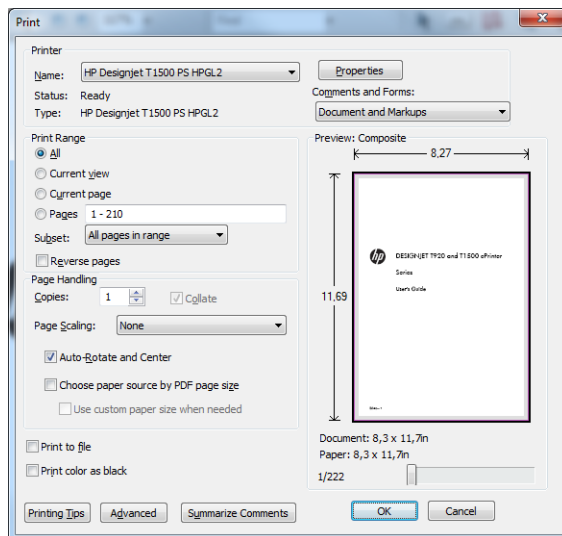 Print
Printer
Name: HP Designjet T1500 PS HPGL2
Properties
Status: Ready
Comments and Forms:
Type: HP Designjet T1500 PS HPGL2
Document and Markups
Print Range
All
Current view
Current page
Pages 1 - 210
Subset: All pages in range
Reverse pages
Page Handling
Copies: 1
Collate
Page Scaling: None
Auto-Rotate and Center
Choose paper source by PDF page size
Use custom paper size when needed
Print to file
Print color as black
Preview: Composite
8,27
11,69
hp
DESIGNJET T920 and T1500 ePrinter
Series
User's Guide
Document: 8,3 x 11,7in
Paper: 8,3 x 11,7in
1/222
Printing Tips
Advanced
Summarize Comments
OK
Cancel